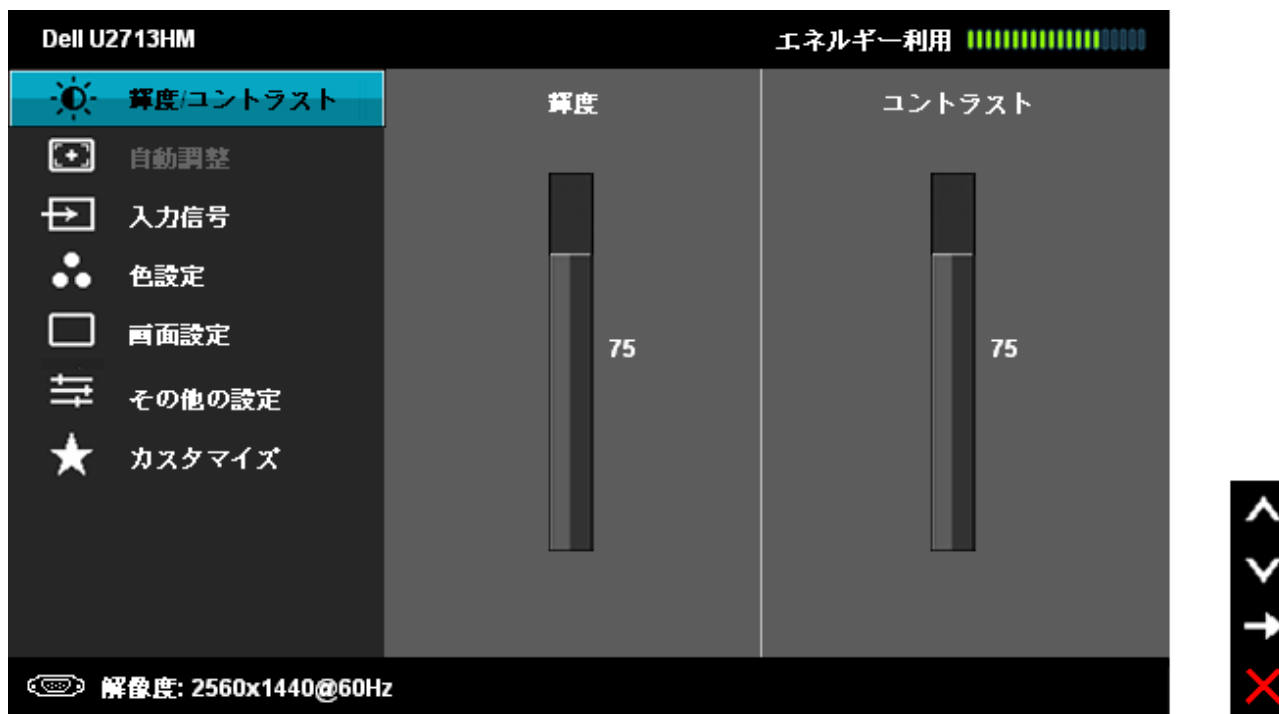 Dell U2713HM
エネルギー利用
輝度/コントラスト
自動調整
入力信号
色設定
画面設定
その他の設定
カスタマイズ
輝度
75
コントラスト
75
解像度: 2560x1440@60Hz